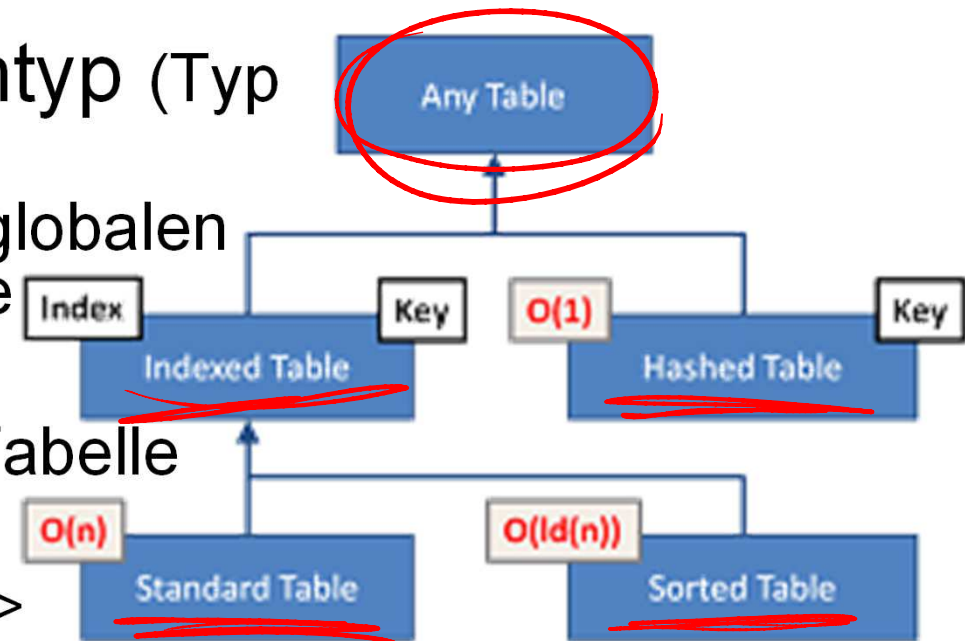 ntyp (Typ
Any Table
globalen
e
Index
Key
O(1)
Key
Indexed Table
Hashed Table
Tabelle
O(n)
O(ld(n))
Standard Table
Sorted Table
>